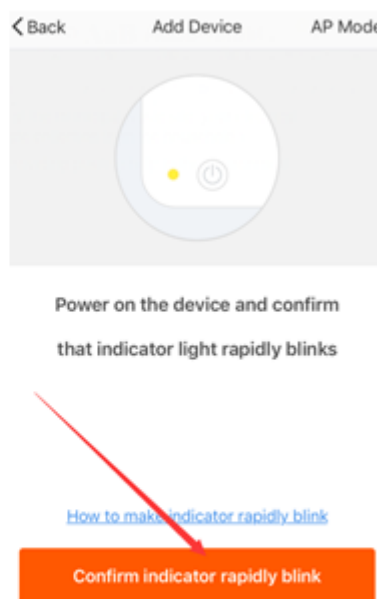 Back Add Device AP Mode
Power on the device and confirm
that indicator light rapidly blinks
How to make indicator rapidly blink
Confirm indicator rapidly blink